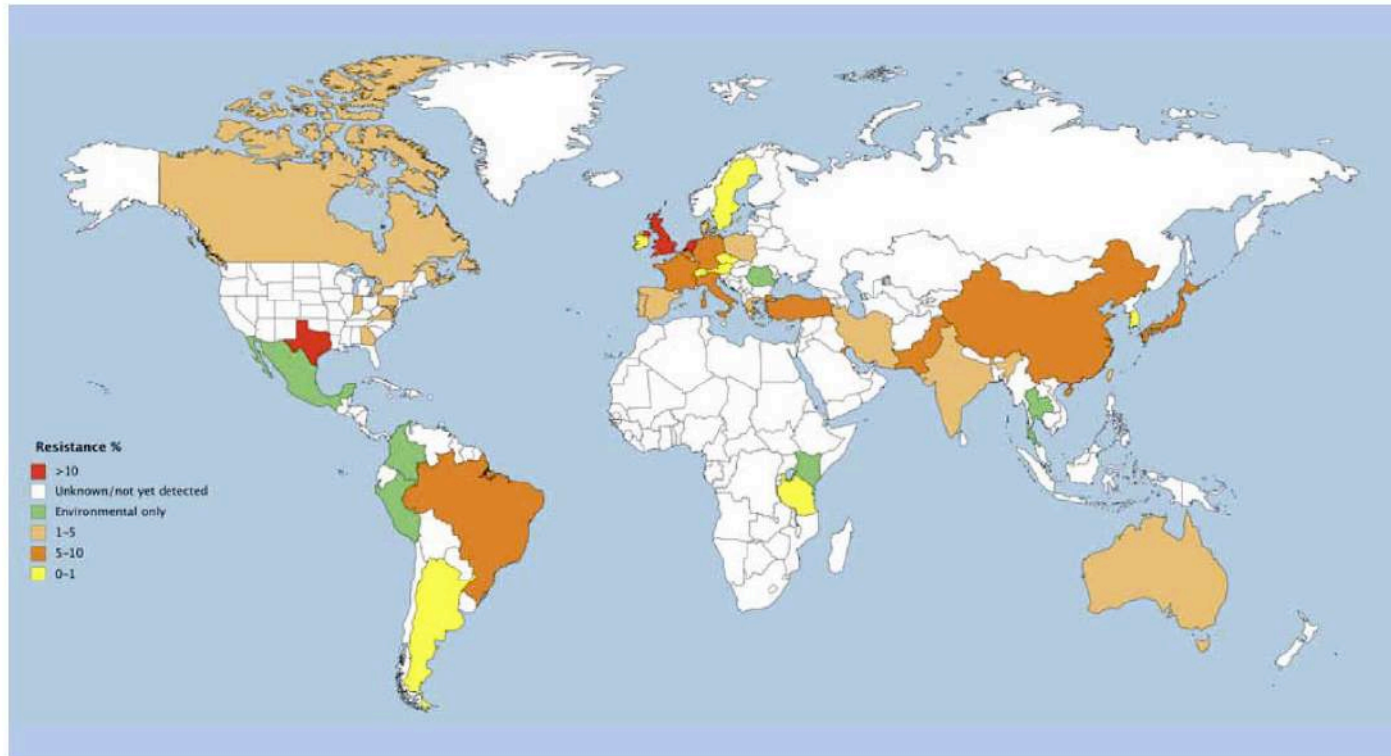 Resistance %
>10
Unknown/not yet detected
Environmental only
1-5
5-10
0-1